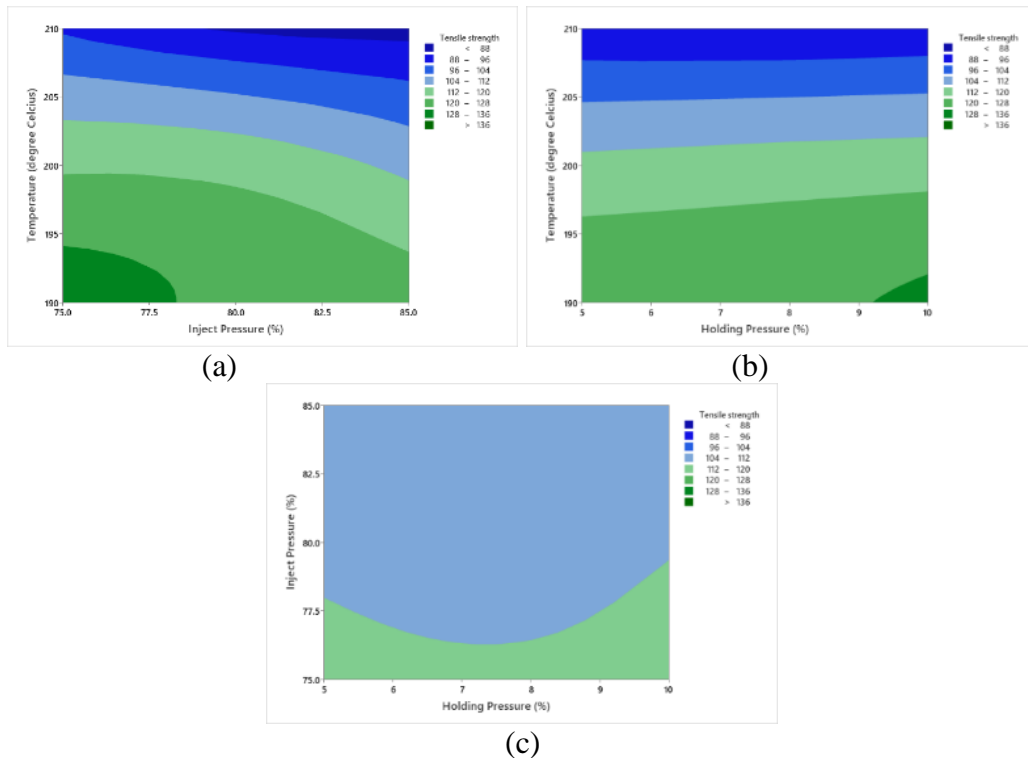 Tensile strength
< 88
88 – 96
96 – 104
104 – 112
112 – 120
120 – 128
128 – 136
> 136
Temperature (degree Celcius)
210
205
200
195
190
75.0 77.5 80.0 82.5 85.0
Inject Pressure (%)
(a)
Tensile strength
< 88
88 – 96
96 – 104
104 – 112
112 – 120
120 – 128
128 – 136
> 136
Temperature (degree Celcius)
210
205
200
195
190
5 6 7 8 9 10
Holding Pressure (%)
(b)
Tensile strength
< 88
88 – 96
96 – 104
104 – 112
112 – 120
120 – 128
128 – 136
> 136
Inject Pressure (%)
85.0
82.5
80.0
77.5
75.0
5 6 7 8 9 10
Holding Pressure (%)
(c)